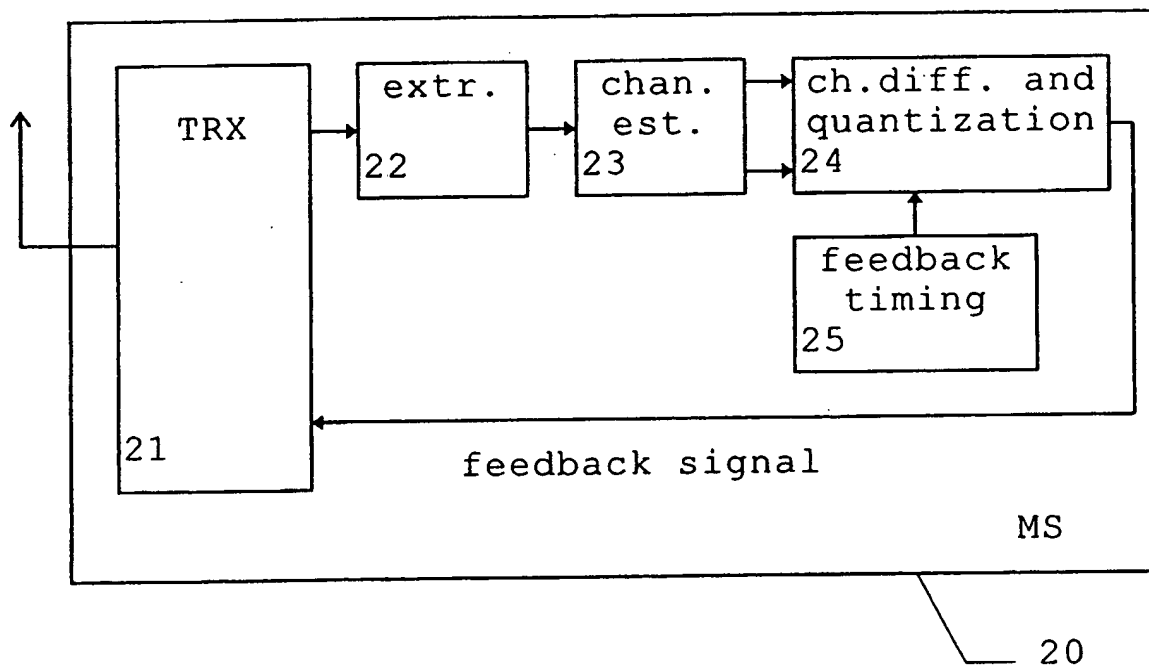 TRX
21
extr.
22
chan.
est.
23
ch.diff. and
quantization
24
feedback
timing
25
feedback signal
MS
20